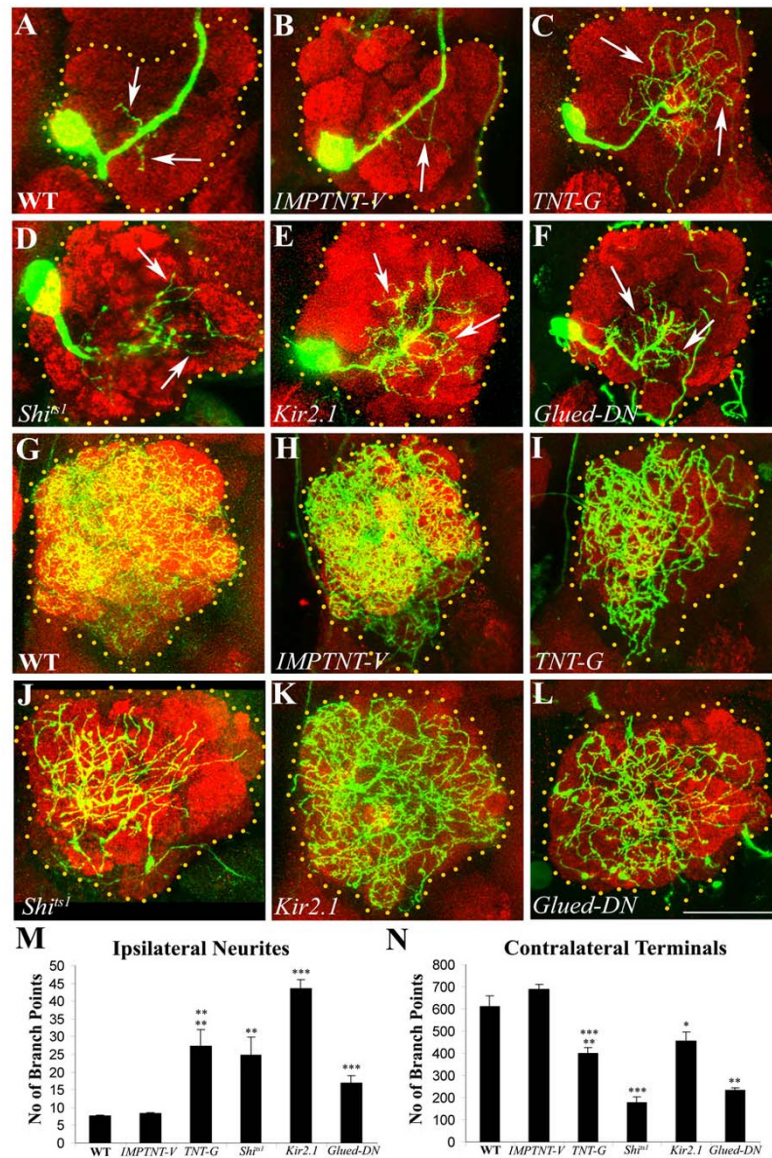 A
WT
B
IMPTNT-V
C
TNT-G
D
Shi^ts1
E
Kir2.1
F
Glued-DN
G
WT
H
IMPTNT-V
I
TNT-G
J
Shi^ts1
K
Kir2.1
L
Glued-DN
M Ipsilateral Neurites
No of Branch Points
50
45
40
35
30
25
20
15
10
5
0
**
**
**
***
***
WT IMPTNT-V TNT-G Shi^ts1 Kir2.1 Glued-DN
N Contralateral Terminals
No of Branch Points
800
700
600
500
400
300
200
100
0
***
**
***
*
**
WT IMPTNT-V TNT-G Shi^ts1 Kir2.1 Glued-DN